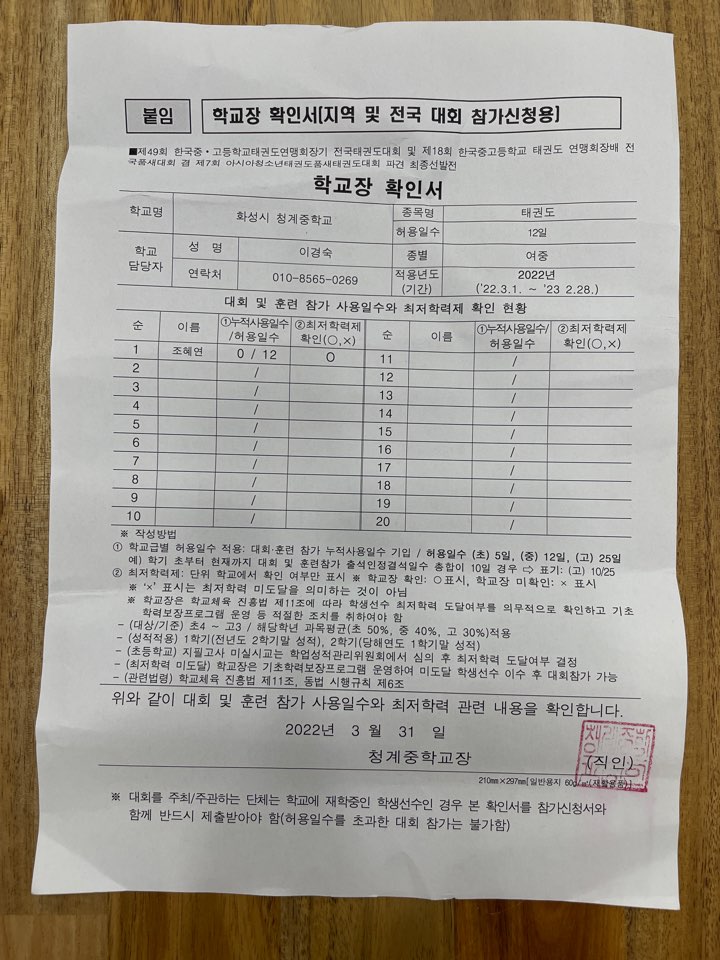 붙임
학교장 확인서[지역 및 전국 대회 참가신청용]
■제49회 한국중·고등학교태권도연맹회장기 전국태권도대회 및 제18회 한국중고등학교 태권도 연맹회장배 전
국품새대회 겸 제7회 아시아청소년태권도품새태권도대회 파견 최종선발전
학교장 확인서
학교명 화성시 청계중학교 종목명 태권도
허용일수 12일
학교 담당자 성 명 이경숙 종별 여중
연락처 010-8565-0269 적용년도 (기간) 2022년 ('22.3.1. ~ '23 2.28.)
대회 및 훈련 참가 사용일수와 최저학력제 확인 현황
순 이름 ①누적사용일수 /허용일수 ②최저학력제 확인(○,×) 순 이름 ①누적사용일수/ 허용일수 ②최저학력제 확인(○,×)
1 조혜연 0 / 12 O 11 /
2 / 12 /
3 / 13 /
4 / 14 /
5 / 15 /
6 / 16 /
7 / 17 /
8 / 18 /
9 / 19 /
10 / 20 /
※ 작성방법
① 학교급별 허용일수 적용: 대회·훈련 참가 누적사용일수 기입 / 허용일수 (초) 5일, (중) 12일, (고) 25일
예) 학기 초부터 현재까지 대회 및 훈련참가 출석인정결석일수 총합이 10일 경우 ⇨ 표기: (고) 10/25
② 최저학력제: 단위 학교에서 확인 여부만 표시 ※ 학교장 확인: ○표시, 학교장 미확인: × 표시
※ '×' 표시는 최저학력 미도달을 의미하는 것이 아님
※ 학교장은 학교체육 진흥법 제11조에 따라 학생선수 최저학력 도달여부를 의무적으로 확인하고 기초
학력보장프로그램 운영 등 적절한 조치를 취하여야 함
- (대상/기준) 초4 ~ 고3 / 해당학년 과목평균(초 50%, 중 40%, 고 30%)적용
- (성적적용) 1학기(전년도 2학기말 성적), 2학기(당해연도 1학기말 성적)
- (초등학교) 지필고사 미실시교는 학업성적관리위원회에서 심의 후 최저학력 도달여부 결정
- (최저학력 미도달) 학교장은 기초학력보장프로그램 운영하여 미도달 학생선수 이수 후 대회참가 가능
- (관련법령) 학교체육 진흥법 제11조, 동법 시행규칙 제6조
위와 같이 대회 및 훈련 참가 사용일수와 최저학력 관련 내용을 확인합니다.
2022년 3 월 31 일
청계중학교장 (직인)
210㎜×297㎜[일반용지 60g/㎡(재활용품)]
※ 대회를 주최/주관하는 단체는 학교에 재학중인 학생선수인 경우 본 확인서를 참가신청서와
함께 반드시 제출받아야 함(허용일수를 초과한 대회 참가는 불가함)